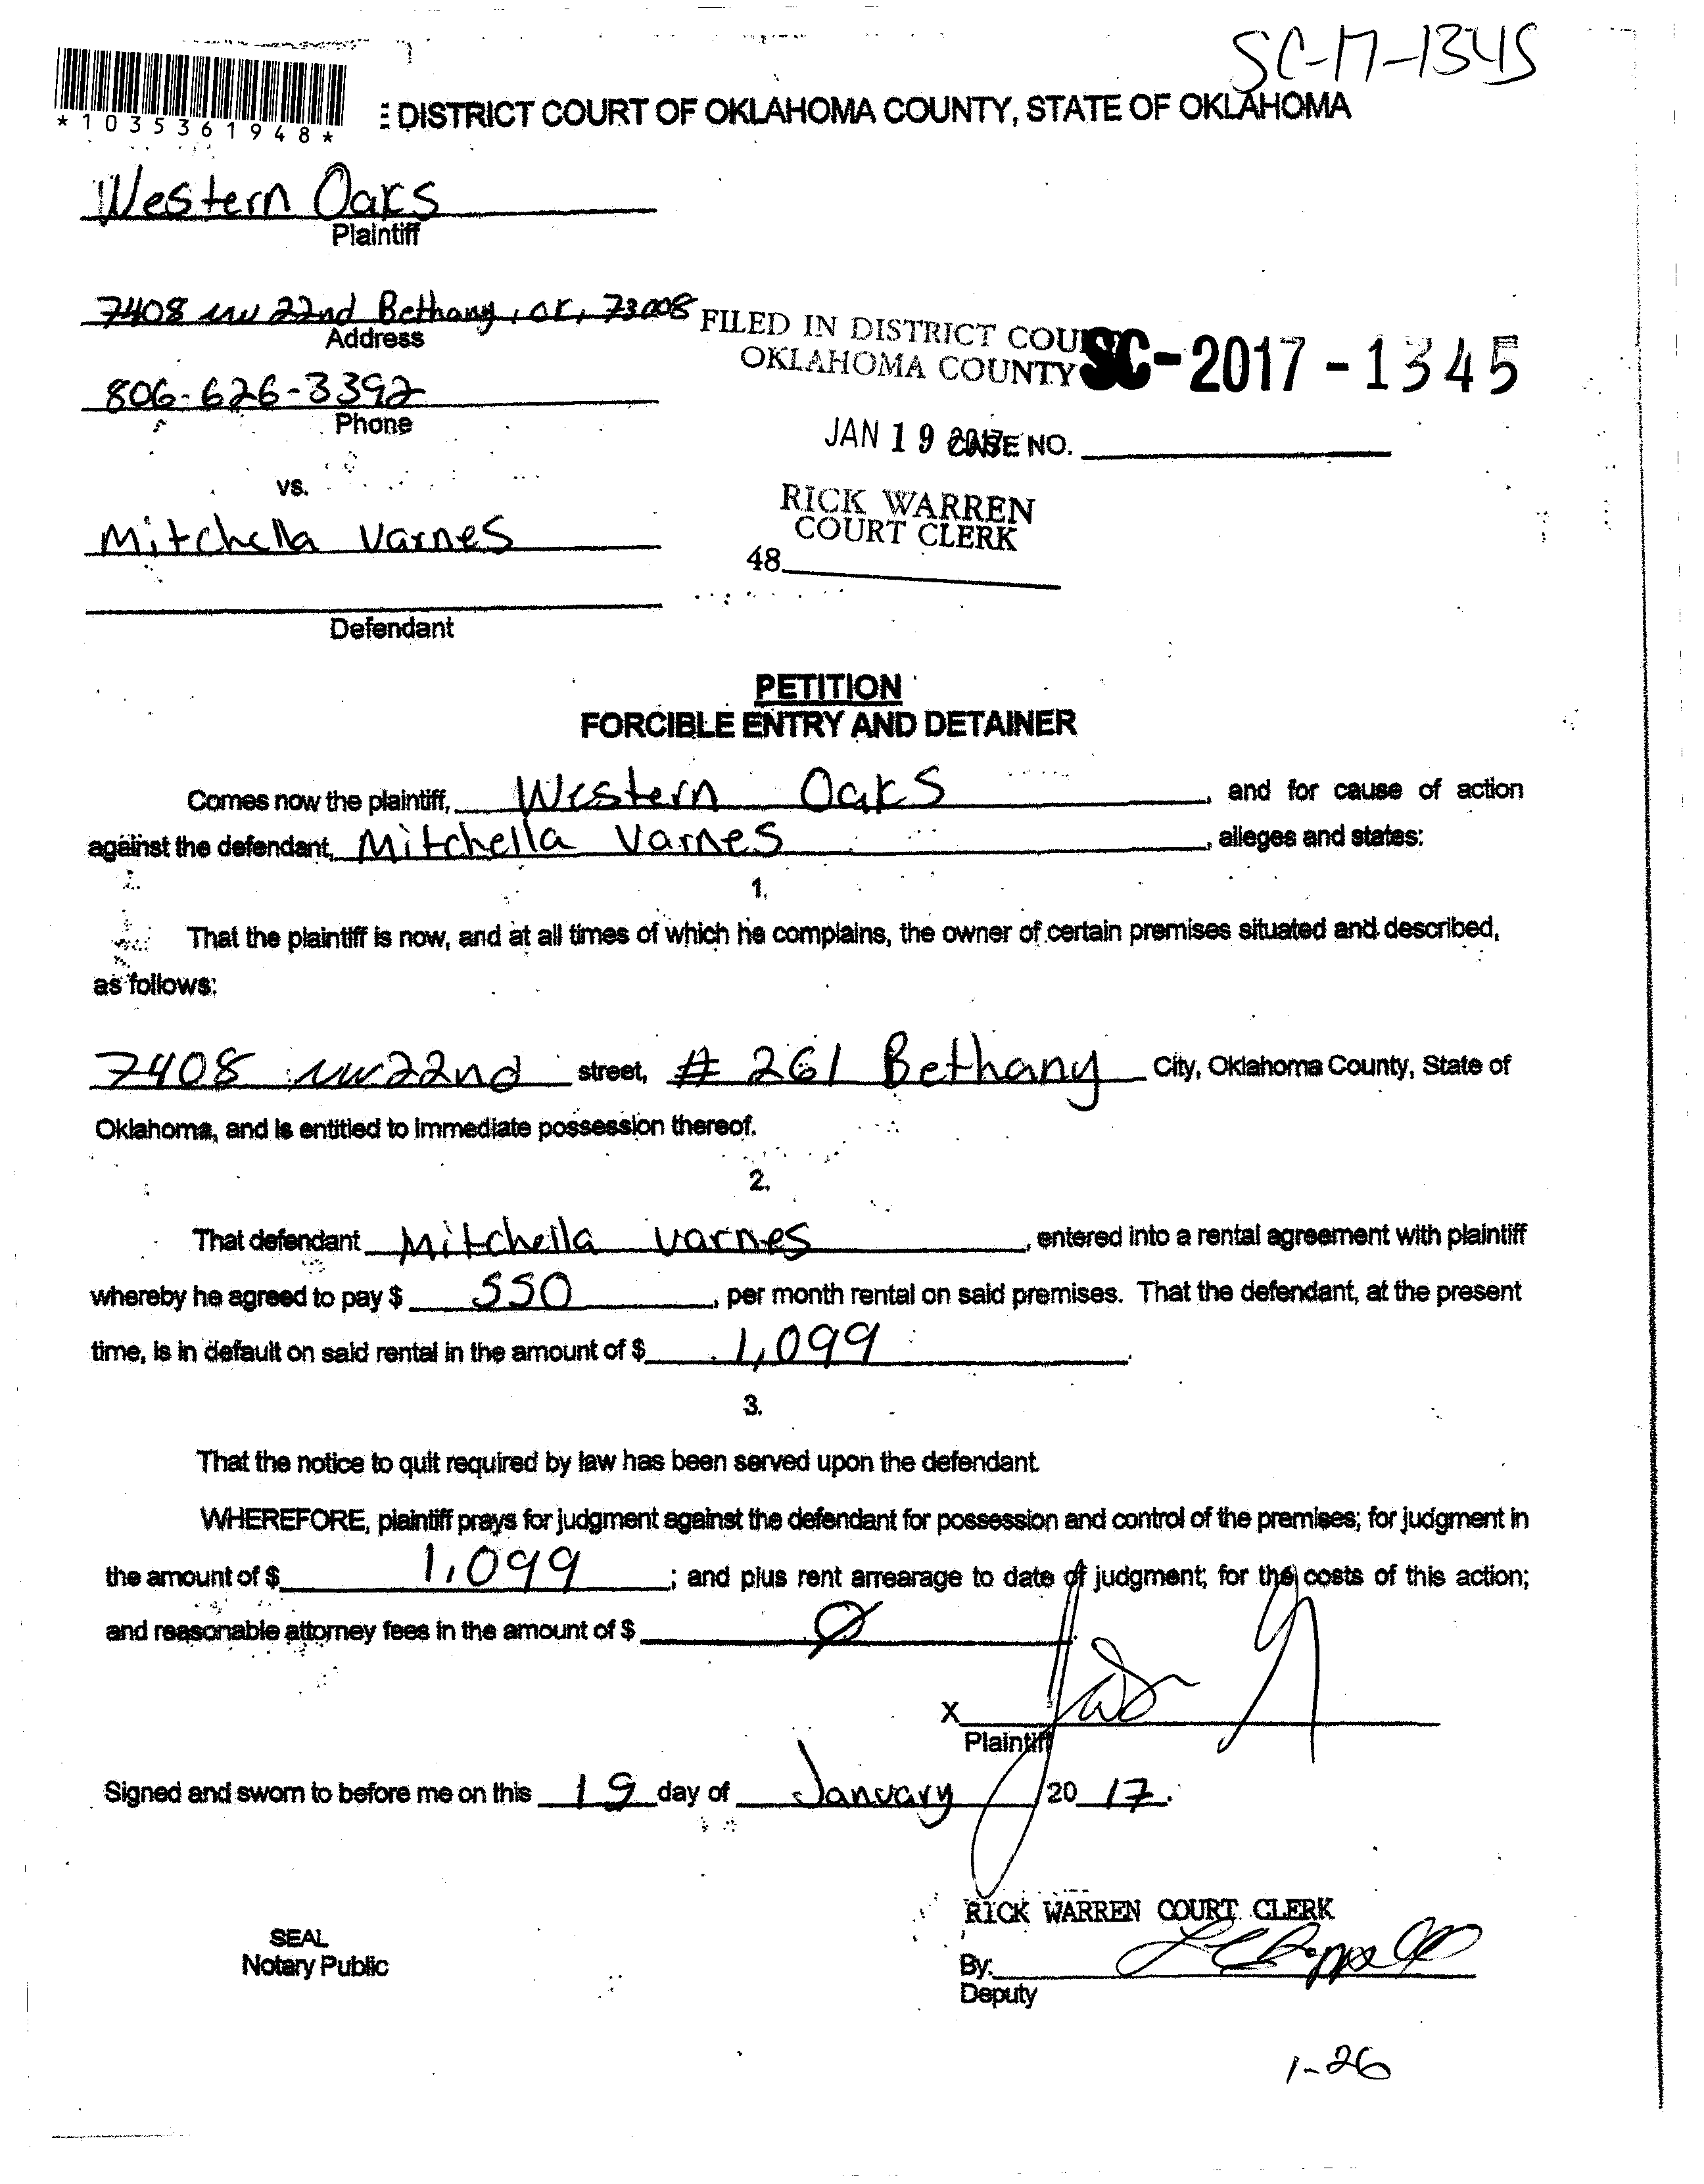 SC-17-1345
*1035361948*
E DISTRICT COURT OF OKLAHOMA COUNTY, STATE OF OKLAHOMA
Western Oaks
Plaintiff
7408 nw 22nd Bethany, OK, 73008
Address
FILED IN DISTRICT COURT
OKLAHOMA COUNTY
SC-2017-1345
806-626-3392
Phone
JAN 19 2017
CASE NO.
vs.
RICK WARREN
COURT CLERK
Mitchella Varnes
48
Defendant
PETITION
FORCIBLE ENTRY AND DETAINER
Comes now the plaintiff, Western Oaks, and for cause of action
against the defendant, Mitchella Varnes, alleges and states:
1.
That the plaintiff is now, and at all times of which he complains, the owner of certain premises situated and described,
as follows:
7408 nw 22nd street, # 261 Bethany City, Oklahoma County, State of
Oklahoma, and is entitled to immediate possession thereof.
2.
That defendant Mitchella Varnes, entered into a rental agreement with plaintiff
whereby he agreed to pay $ 550, per month rental on said premises. That the defendant, at the present
time, is in default on said rental in the amount of $ 1,099.
3.
That the notice to quit required by law has been served upon the defendant.
WHEREFORE, plaintiff prays for judgment against the defendant for possession and control of the premises; for judgment in
the amount of $ 1,099; and plus rent arrearage to date of judgment; for the costs of this action;
and reasonable attorney fees in the amount of $ Ø.
X
Plaintiff
Signed and sworn to before me on this 19 day of January 20 17.
RICK WARREN COURT CLERK
SEAL
Notary Public
By:
Deputy
1-26